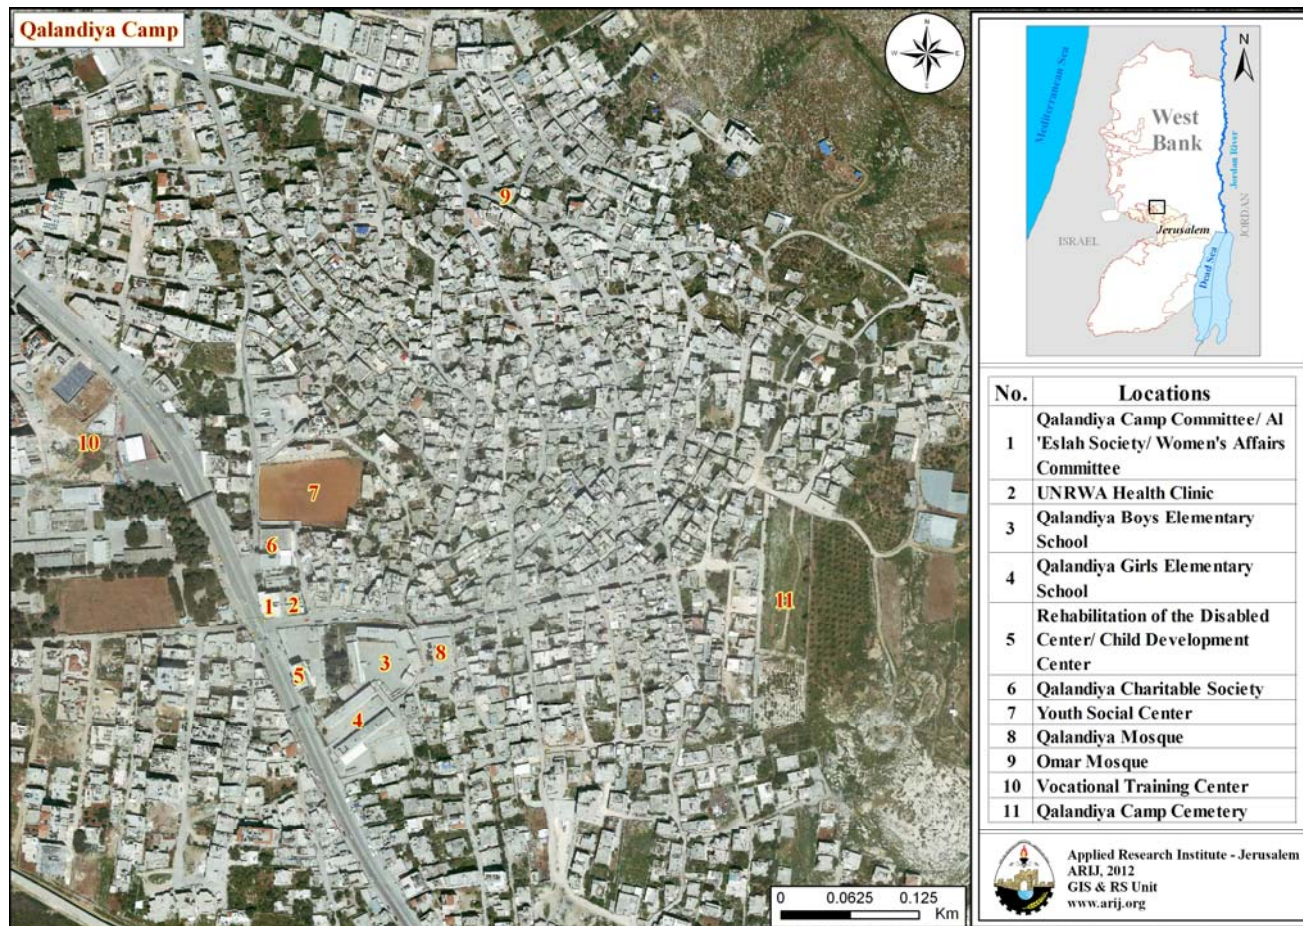 Qalandiya Camp
N
W
E
S
9
10
7
6
1
2
5
3
8
4
11
0 0.0625 0.125
Km
N
Mediterranean Sea
West
Bank
Jordan River
JORDAN
ISRAEL
Jerusalem
Dead Sea
No. Locations
1 Qalandiya Camp Committee/ Al
'Eslah Society/ Women's Affairs
Committee
2 UNRWA Health Clinic
3 Qalandiya Boys Elementary
School
4 Qalandiya Girls Elementary
School
5 Rehabilitation of the Disabled
Center/ Child Development
Center
6 Qalandiya Charitable Society
7 Youth Social Center
8 Qalandiya Mosque
9 Omar Mosque
10 Vocational Training Center
11 Qalandiya Camp Cemetery
Applied Research Institute - Jerusalem
ARIJ, 2012
GIS & RS Unit
www.arij.org